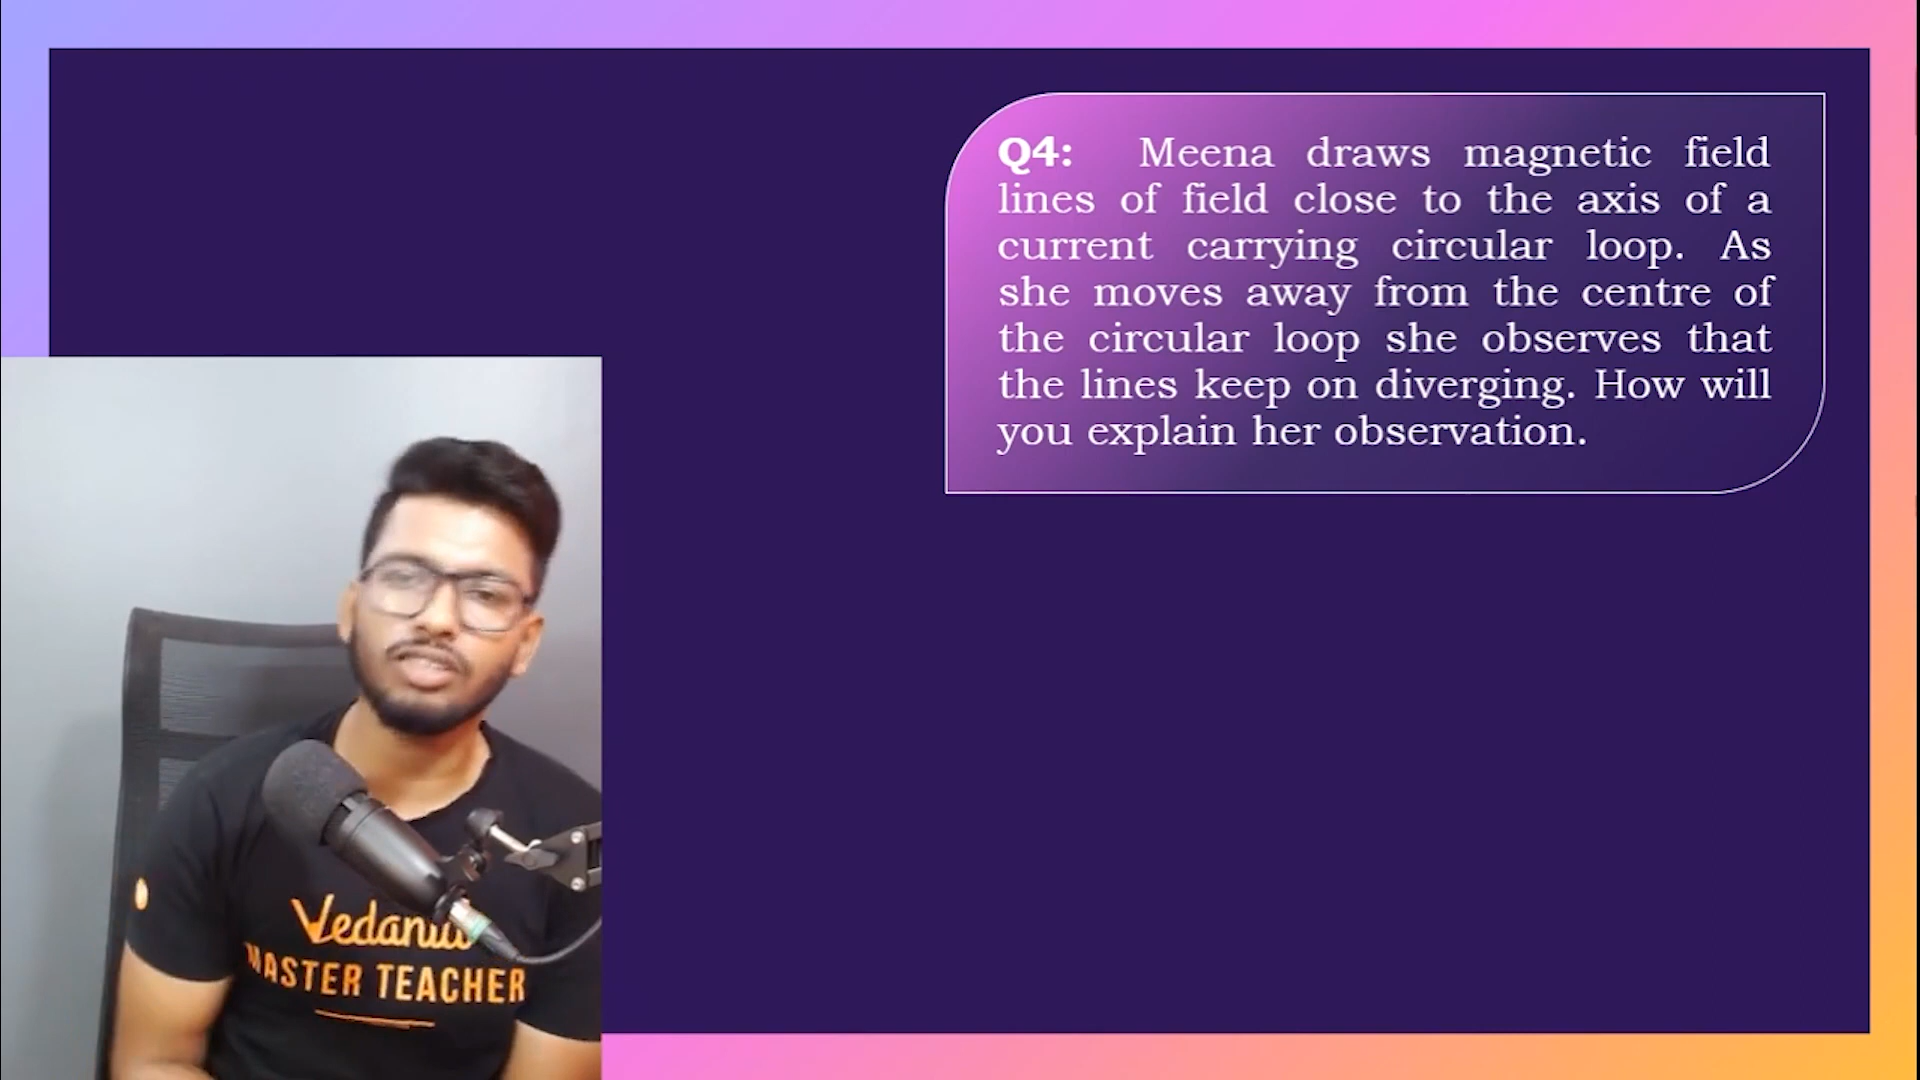 Q4: Meena draws magnetic field
lines of field close to the axis of a
current carrying circular loop. As
she moves away from the centre of
the circular loop she observes that
the lines keep on diverging. How will
you explain her observation.
Vedantu
MASTER TEACHER